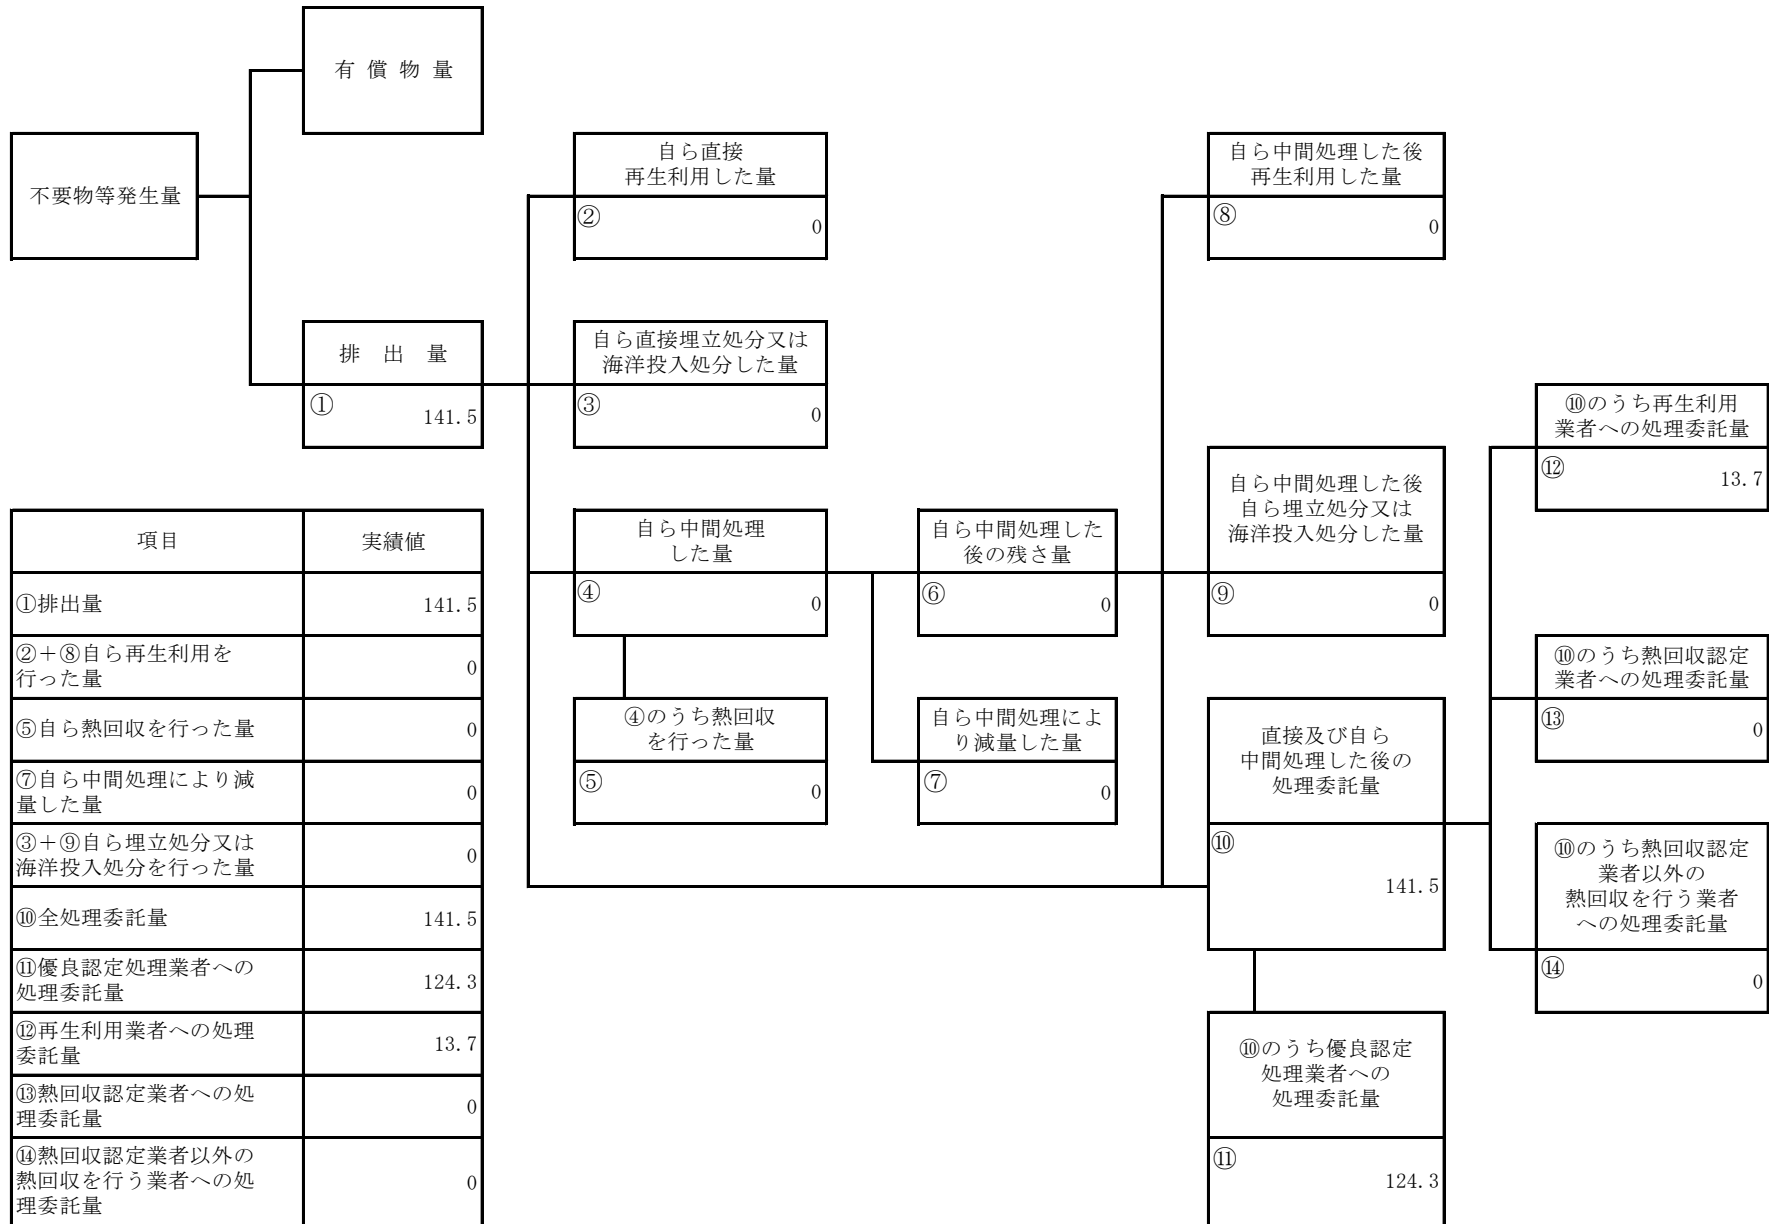 有 償 物 量
不要物等発生量
自ら直接
再生利用した量
②
0
自ら中間処理した後
再生利用した量
⑧
0
排 出 量
①
141.5
自ら直接埋立処分又は
海洋投入処分した量
③
0
⑩のうち再生利用
業者への処理委託量
⑫
13.7
自ら中間処理
した量
④
0
自ら中間処理した
後の残さ量
⑥
0
自ら中間処理した後
自ら埋立処分又は
海洋投入処分した量
⑨
0
⑩のうち熱回収認定
業者への処理委託量
⑬
0
④のうち熱回収
を行った量
⑤
0
自ら中間処理によ
り減量した量
⑦
0
直接及び自ら
中間処理した後の
処理委託量
⑩
141.5
⑩のうち熱回収認定
業者以外の
熱回収を行う業者
への処理委託量
⑭
0
⑩のうち優良認定
処理業者への
処理委託量
⑪
124.3
項目 実績値
①排出量 141.5
②+⑧自ら再生利用を
行った量 0
⑤自ら熱回収を行った量 0
⑦自ら中間処理により減
量した量 0
③+⑨自ら埋立処分又は
海洋投入処分を行った量 0
⑩全処理委託量 141.5
⑪優良認定処理業者への
処理委託量 124.3
⑫再生利用業者への処理
委託量 13.7
⑬熱回収認定業者への処
理委託量 0
⑭熱回収認定業者以外の
熱回収を行う業者への処
理委託量 0